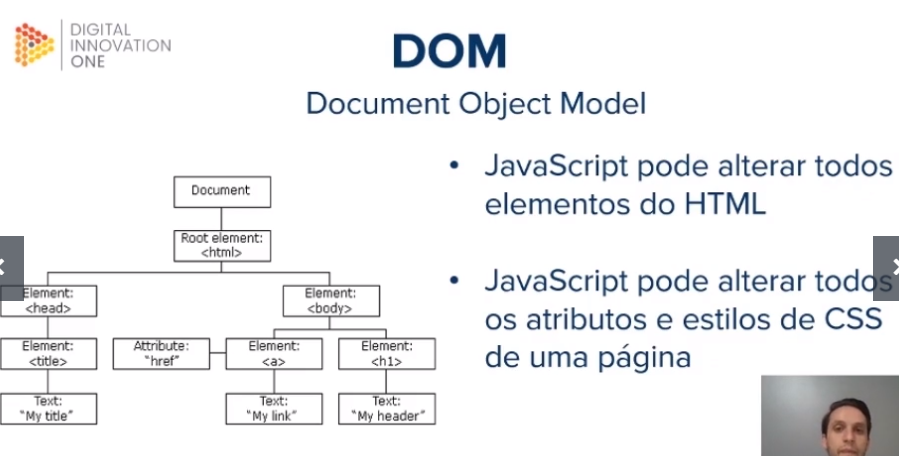 DIGITAL
INNOVATION
ONE
DOM
Document Object Model
Document
Root element:
<html>
Element:
<head>
Element:
<body>
Element:
<title>
Attribute:
"href"
Element:
<a>
Element:
<h1>
Text:
"My title"
Text:
"My link"
Text:
"My header"
• JavaScript pode alterar todos
elementos do HTML
• JavaScript pode alterar todos
os atributos e estilos de CSS
de uma página